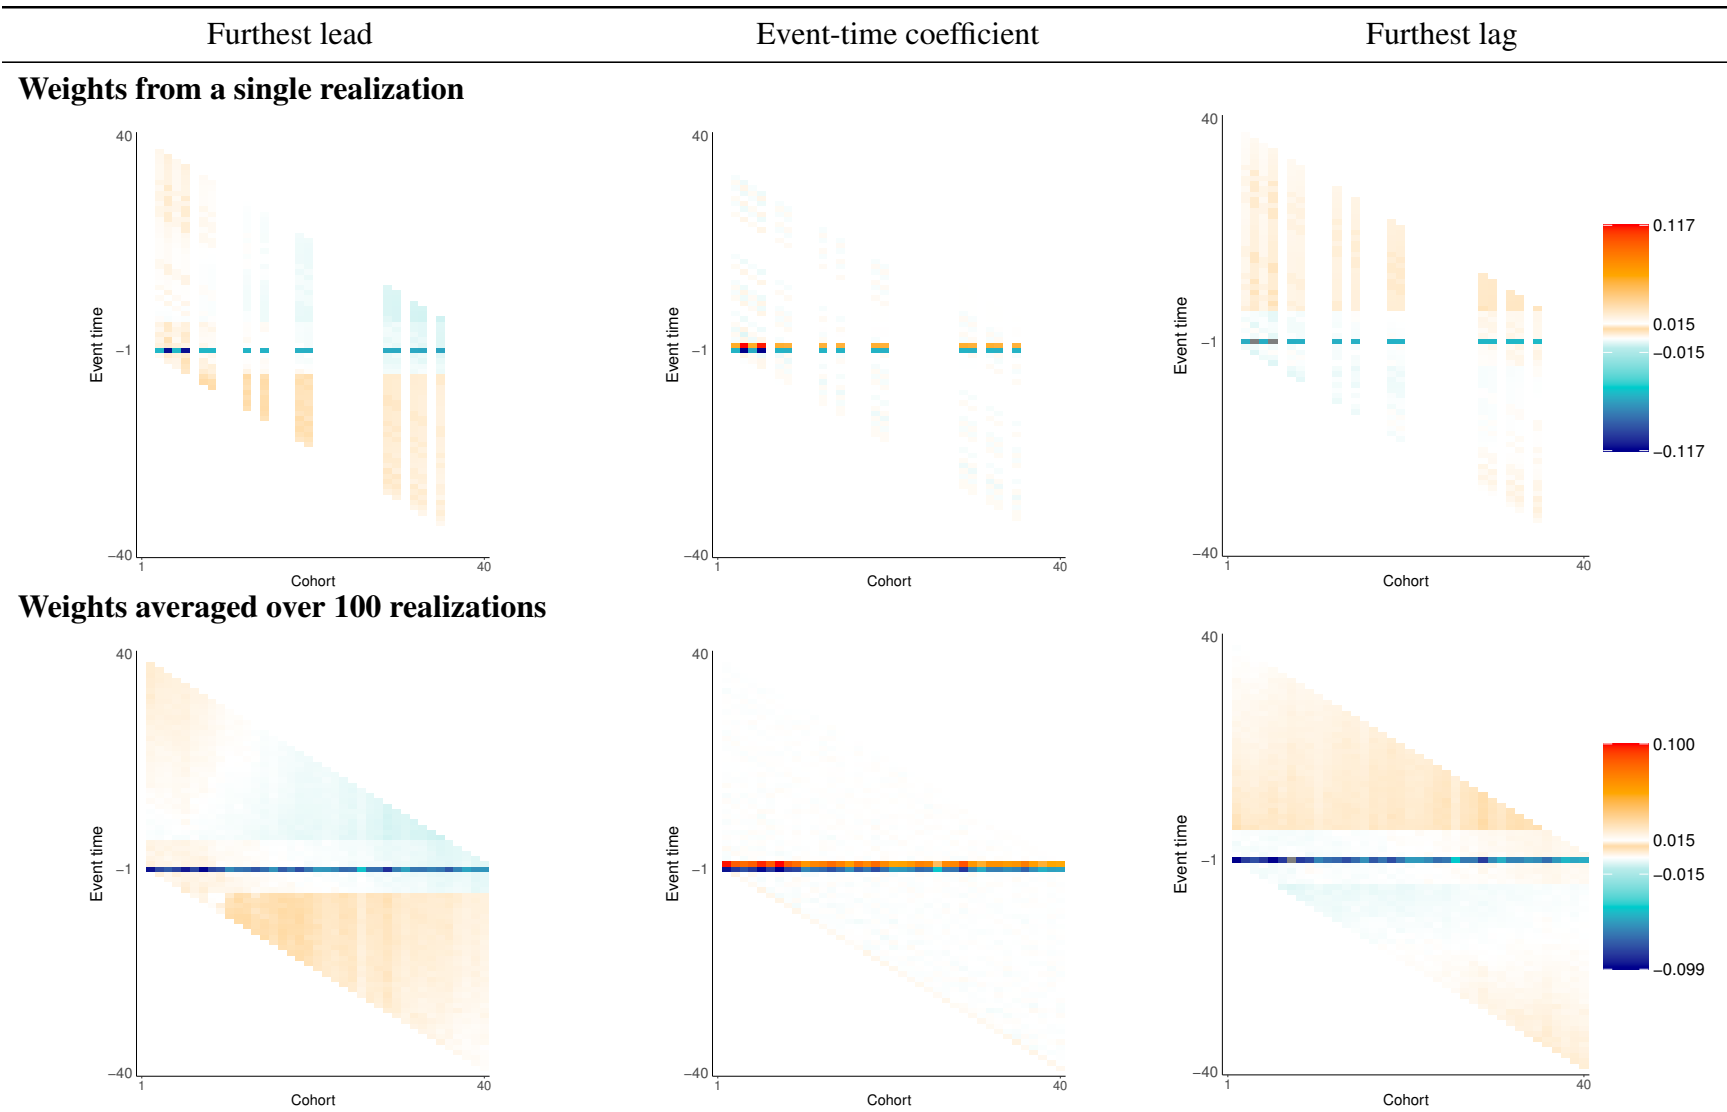 Furthest lead Event-time coefficient Furthest lag
Weights from a single realization
40
−1
−40
Event time
1 40
Cohort
40
−1
−40
Event time
1 40
Cohort
40
−1
−40
Event time
1 40
Cohort
0.117
0.015
−0.015
−0.117
Weights averaged over 100 realizations
40
−1
−40
Event time
1 40
Cohort
40
−1
−40
Event time
1 40
Cohort
40
−1
−40
Event time
1 40
Cohort
0.100
0.015
−0.015
−0.099